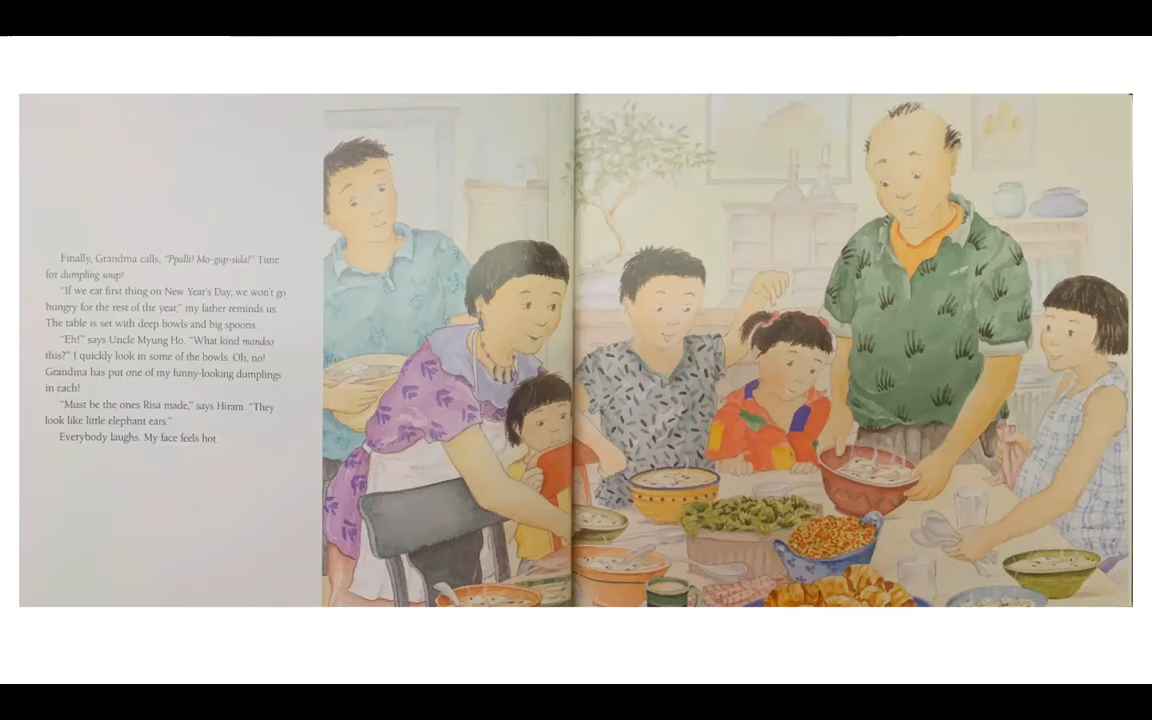 Finally, Grandma calls, “Ppalli! Mo-gup-sida!” Time
for dumpling soup!
“If we eat first thing on New Year’s Day, we won’t go
hungry for the rest of the year,” my father reminds us.
The table is set with deep bowls and big spoons.
“Eh!” says Uncle Myung Ho. “What kind mandoo
this?” I quickly look in some of the bowls. Oh, no!
Grandma has put one of my funny-looking dumplings
in each!
“Must be the ones Risa made,” says Hiram. “They
look like little elephant ears.”
Everybody laughs. My face feels hot.